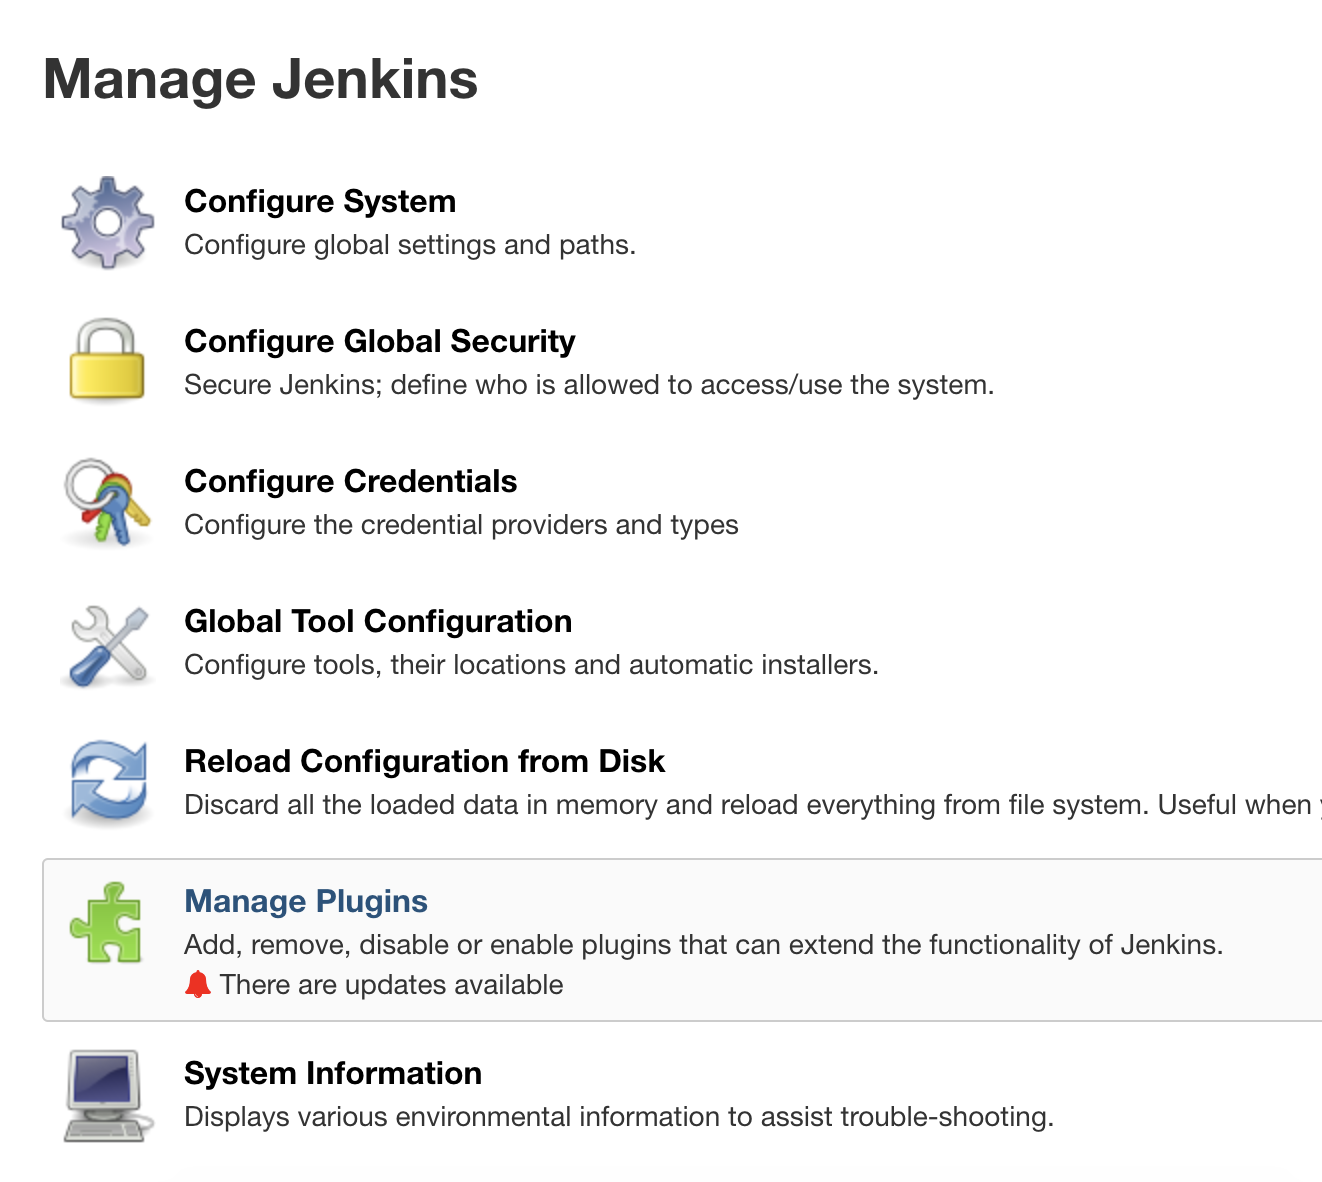 Manage Jenkins
Configure System
Configure global settings and paths.
Configure Global Security
Secure Jenkins; define who is allowed to access/use the system.
Configure Credentials
Configure the credential providers and types
Global Tool Configuration
Configure tools, their locations and automatic installers.
Reload Configuration from Disk
Discard all the loaded data in memory and reload everything from file system. Useful when
Manage Plugins
Add, remove, disable or enable plugins that can extend the functionality of Jenkins.
There are updates available
System Information
Displays various environmental information to assist trouble-shooting.